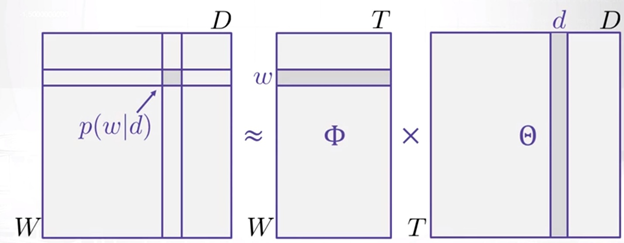 D T d D
w
p(w|d) ≈ Φ × Θ
W W T